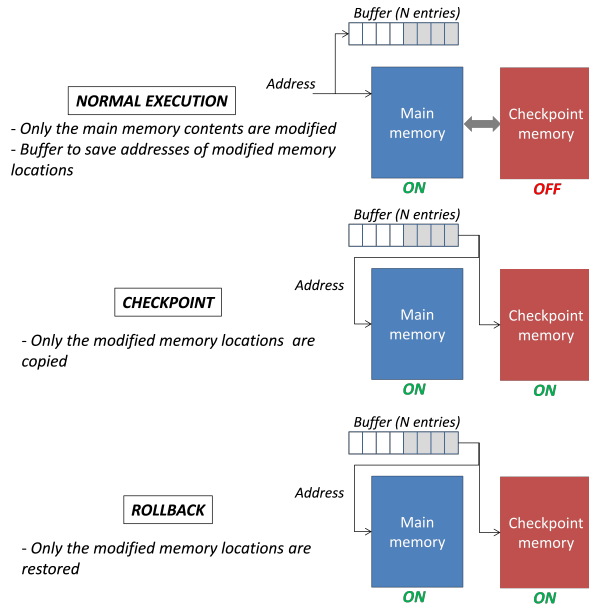 Buffer (N entries)
Address
NORMAL EXECUTION
- Only the main memory contents are modified
- Buffer to save addresses of modified memory
locations
Main
memory
Checkpoint
memory
ON
OFF
Buffer (N entries)
Address
CHECKPOINT
- Only the modified memory locations are
copied
Main
memory
Checkpoint
memory
ON
ON
Buffer (N entries)
Address
ROLLBACK
- Only the modified memory locations are
restored
Main
memory
Checkpoint
memory
ON
ON